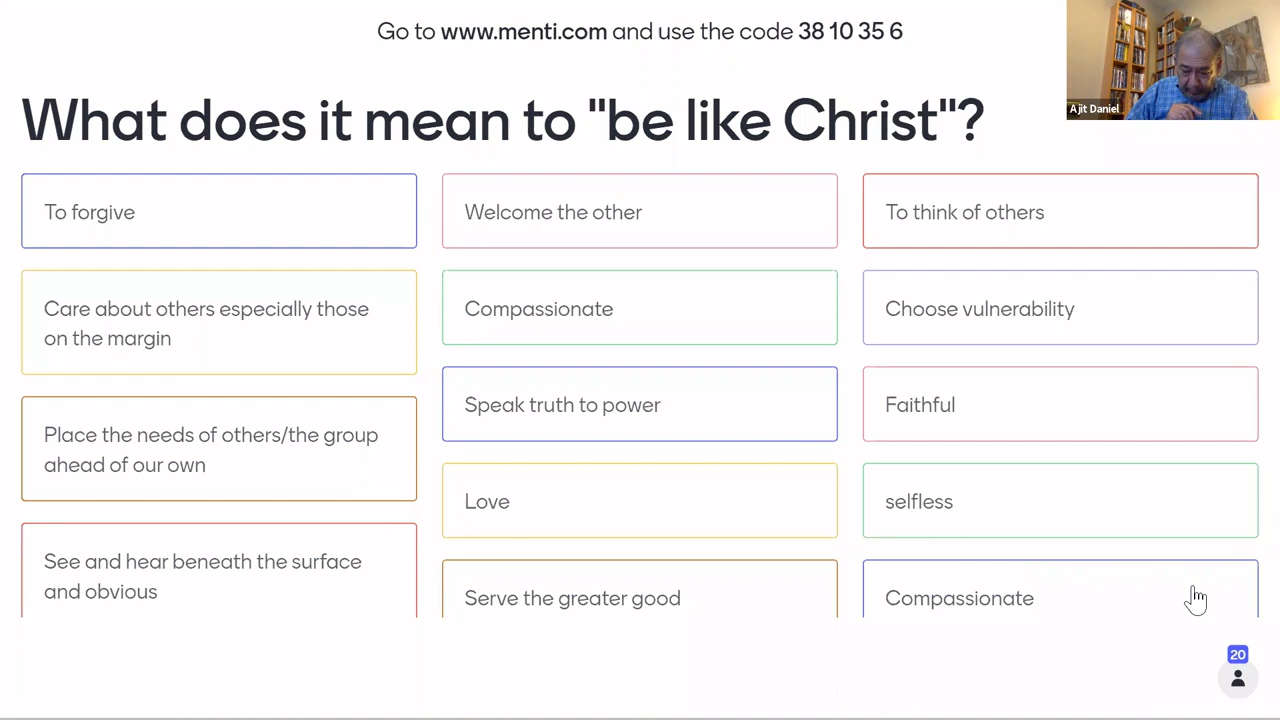 Go to www.menti.com and use the code 38 10 35 6
Ajit Daniel
What does it mean to "be like Christ"?
To forgive
Care about others especially those
on the margin
Place the needs of others/the group
ahead of our own
See and hear beneath the surface
and obvious
Welcome the other
Compassionate
Speak truth to power
Love
Serve the greater good
To think of others
Choose vulnerability
Faithful
selfless
Compassionate
20